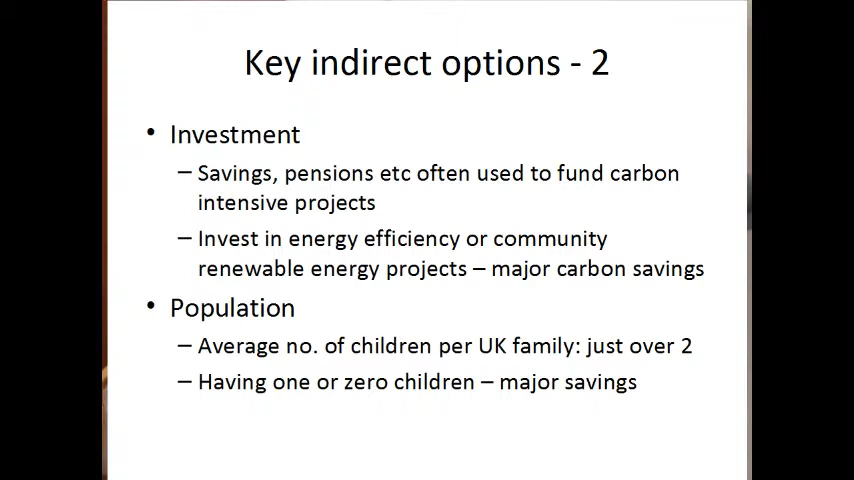 Key indirect options - 2
• Investment
– Savings, pensions etc often used to fund carbon
intensive projects
– Invest in energy efficiency or community
renewable energy projects – major carbon savings
• Population
– Average no. of children per UK family: just over 2
– Having one or zero children – major savings